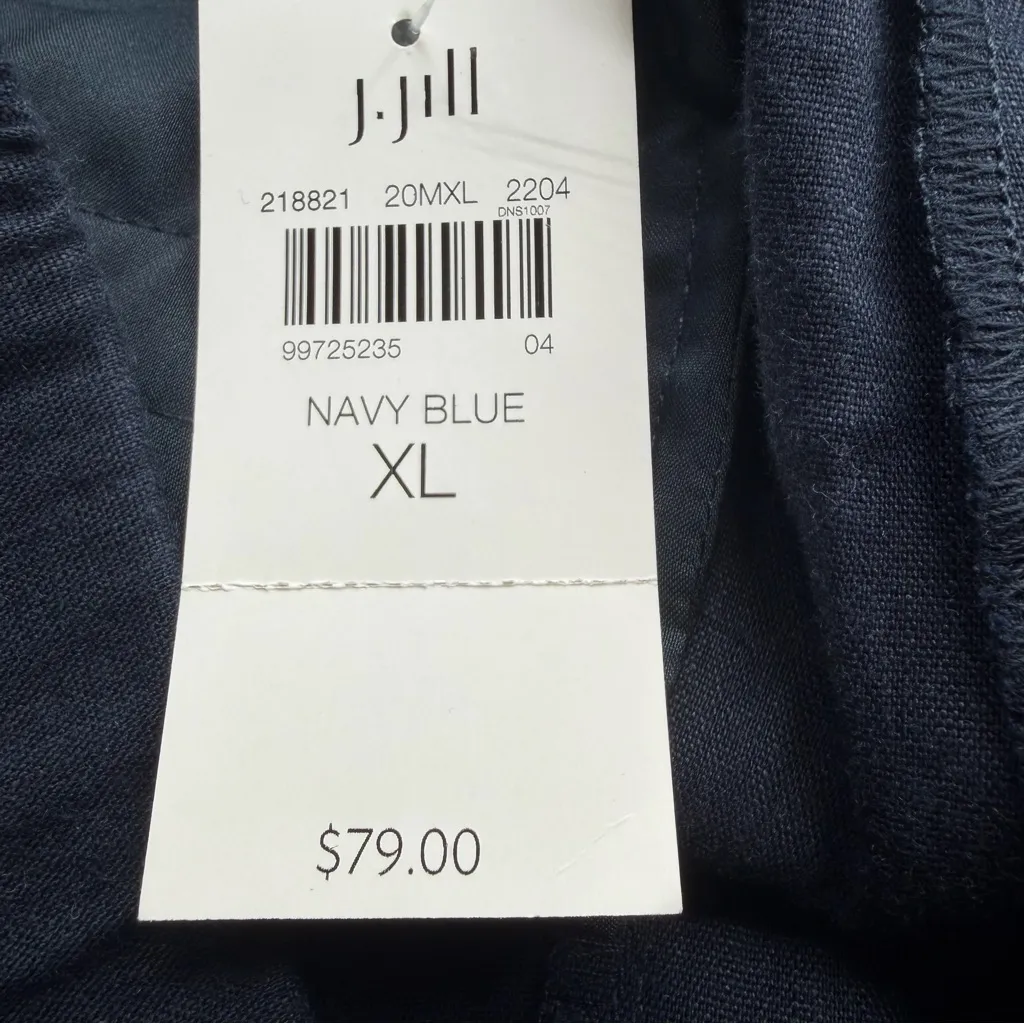 J.Jill
218821 20MXL 2204
DNS1007
99725235 04
NAVY BLUE
XL
$79.00